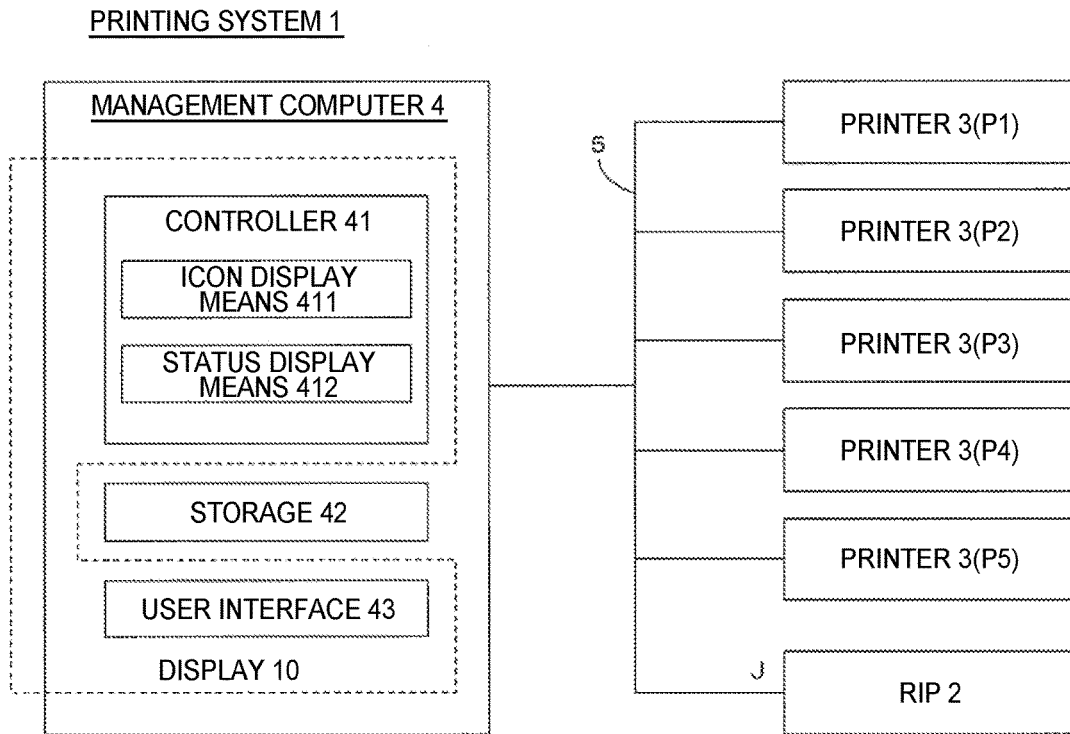 PRINTING SYSTEM 1
MANAGEMENT COMPUTER 4
CONTROLLER 41
ICON DISPLAY
MEANS 411
STATUS DISPLAY
MEANS 412
STORAGE 42
USER INTERFACE 43
DISPLAY 10
S
PRINTER 3(P1)
PRINTER 3(P2)
PRINTER 3(P3)
PRINTER 3(P4)
PRINTER 3(P5)
J
RIP 2